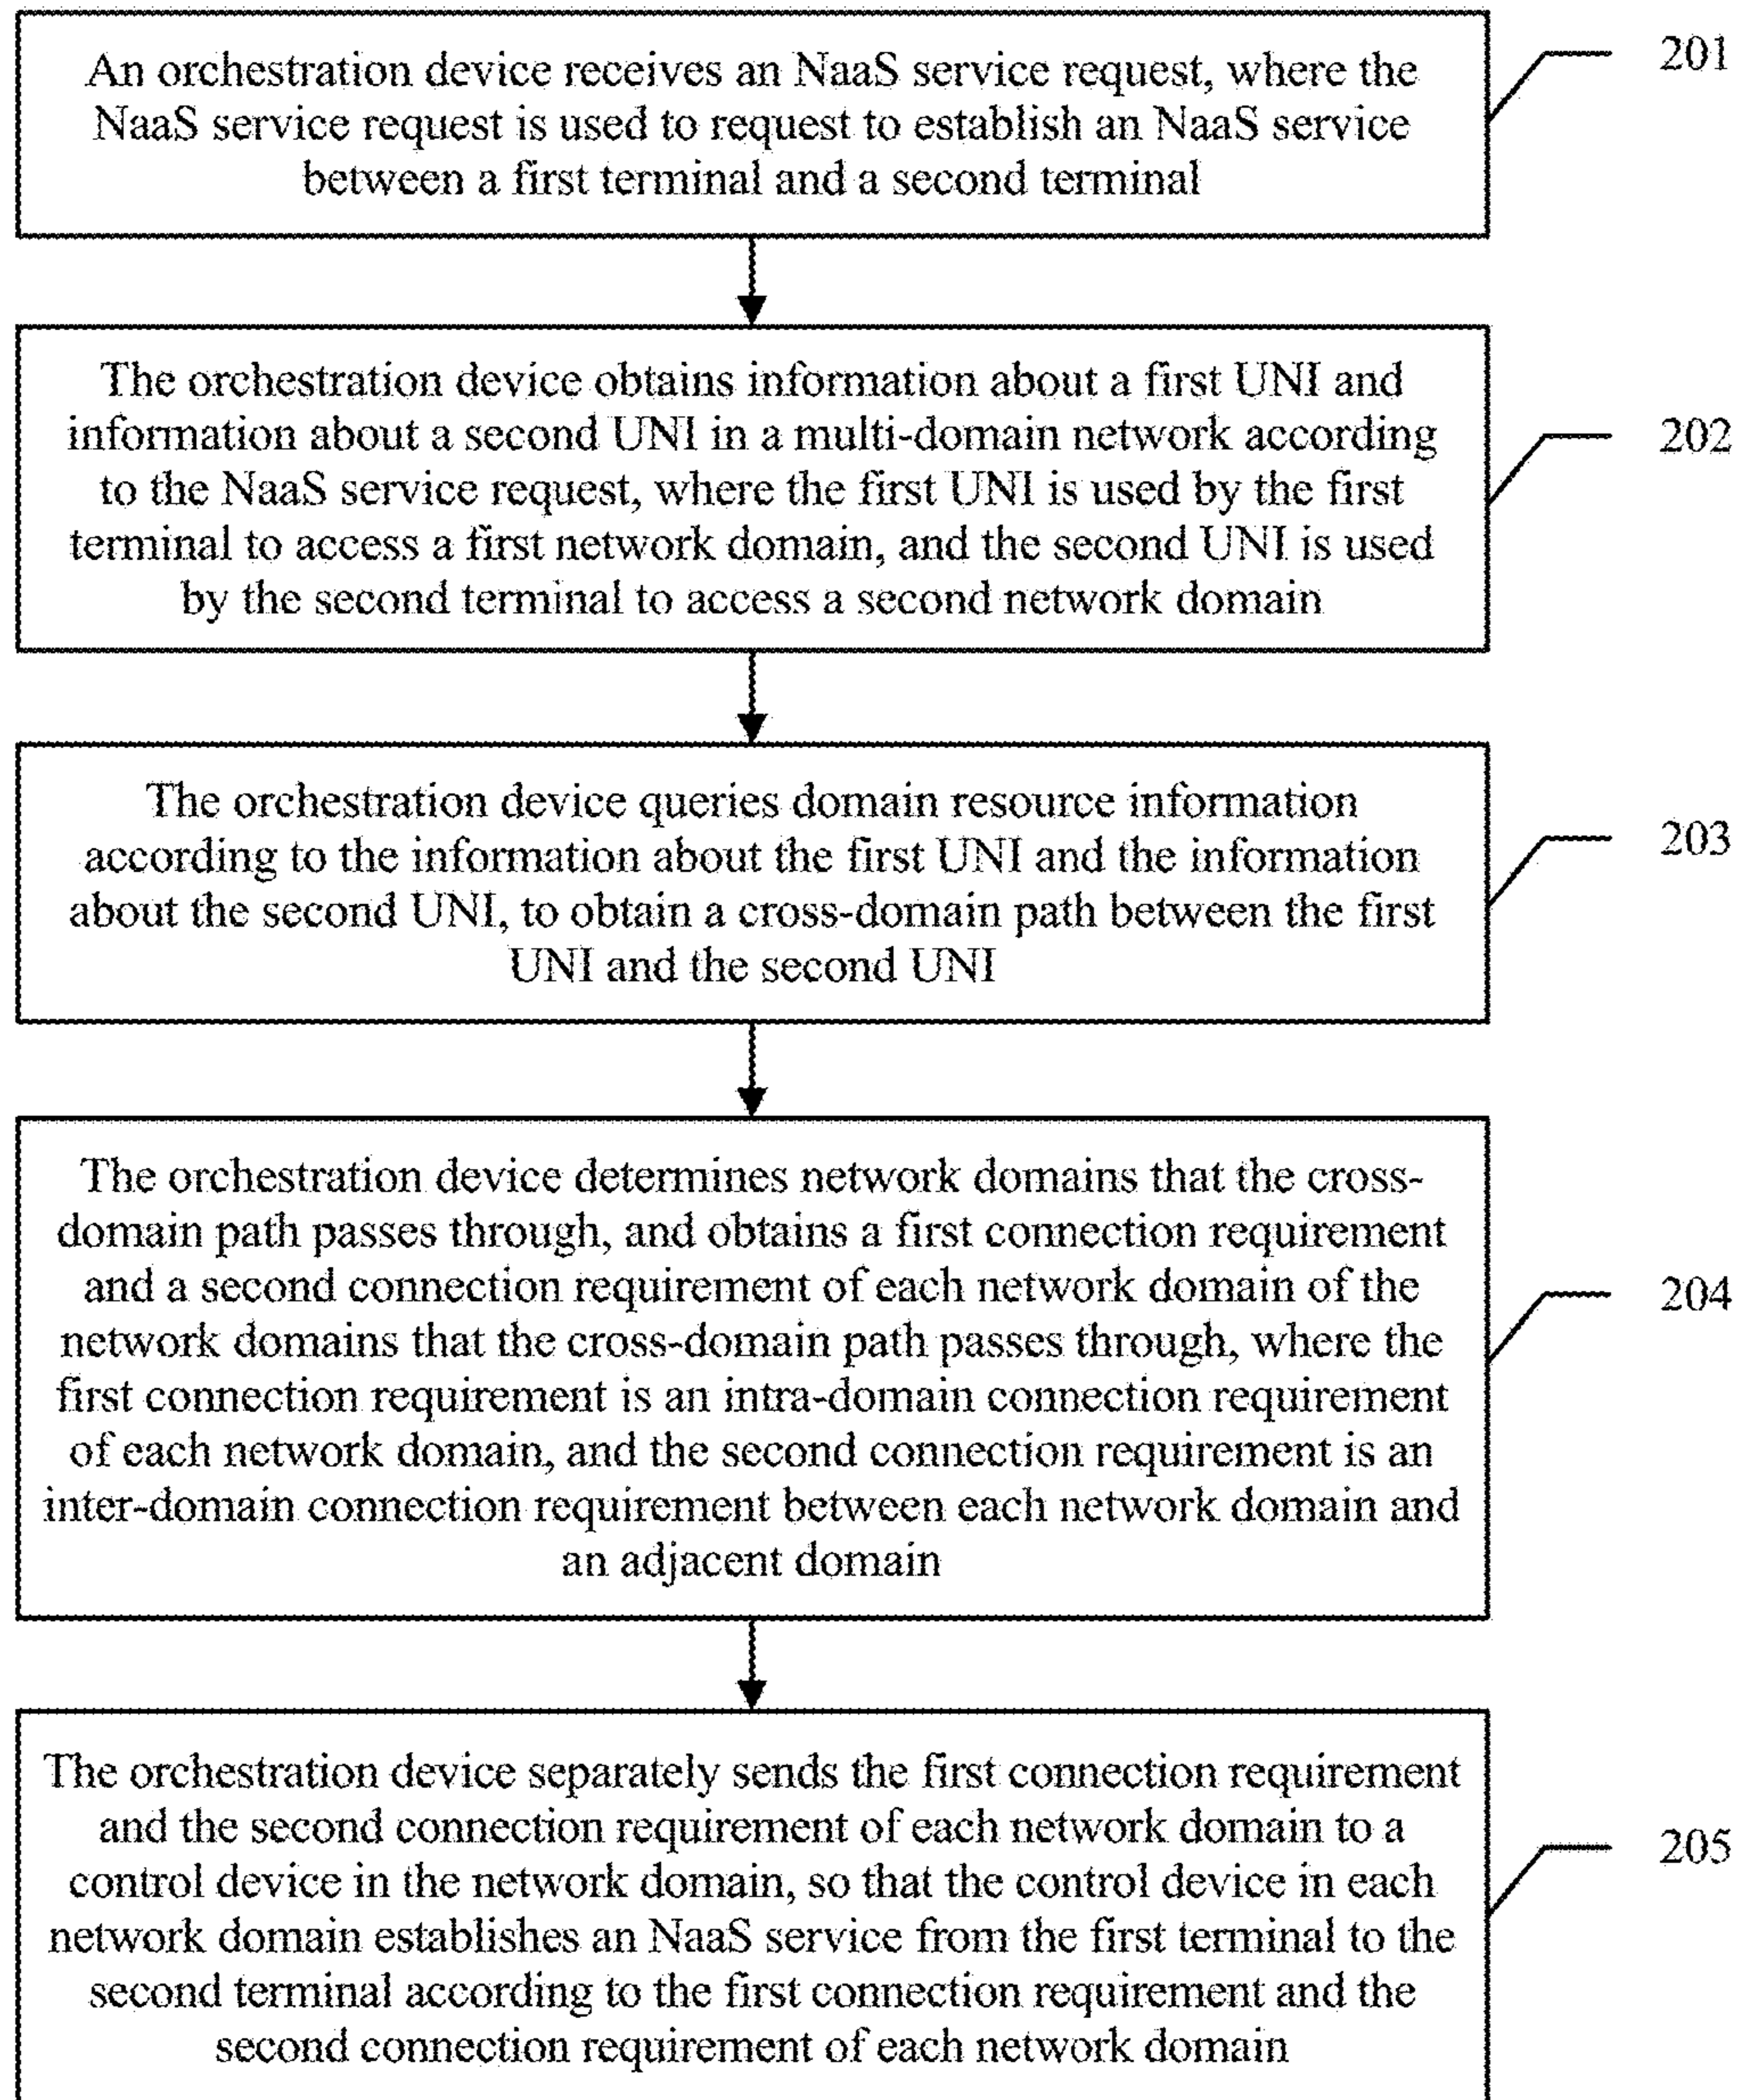 An orchestration device receives an NaaS service request, where the
NaaS service request is used to request to establish an NaaS service
between a first terminal and a second terminal
201
The orchestration device obtains information about a first UNI and
information about a second UNI in a multi-domain network according
to the NaaS service request, where the first UNI is used by the first
terminal to access a first network domain, and the second UNI is used
by the second terminal to access a second network domain
202
The orchestration device queries domain resource information
according to the information about the first UNI and the information
about the second UNI, to obtain a cross-domain path between the first
UNI and the second UNI
203
The orchestration device determines network domains that the cross-
domain path passes through, and obtains a first connection requirement
and a second connection requirement of each network domain of the
network domains that the cross-domain path passes through, where the
first connection requirement is an intra-domain connection requirement
of each network domain, and the second connection requirement is an
inter-domain connection requirement between each network domain and
an adjacent domain
204
The orchestration device separately sends the first connection requirement
and the second connection requirement of each network domain to a
control device in the network domain, so that the control device in each
network domain establishes an NaaS service from the first terminal to the
second terminal according to the first connection requirement and the
second connection requirement of each network domain
205